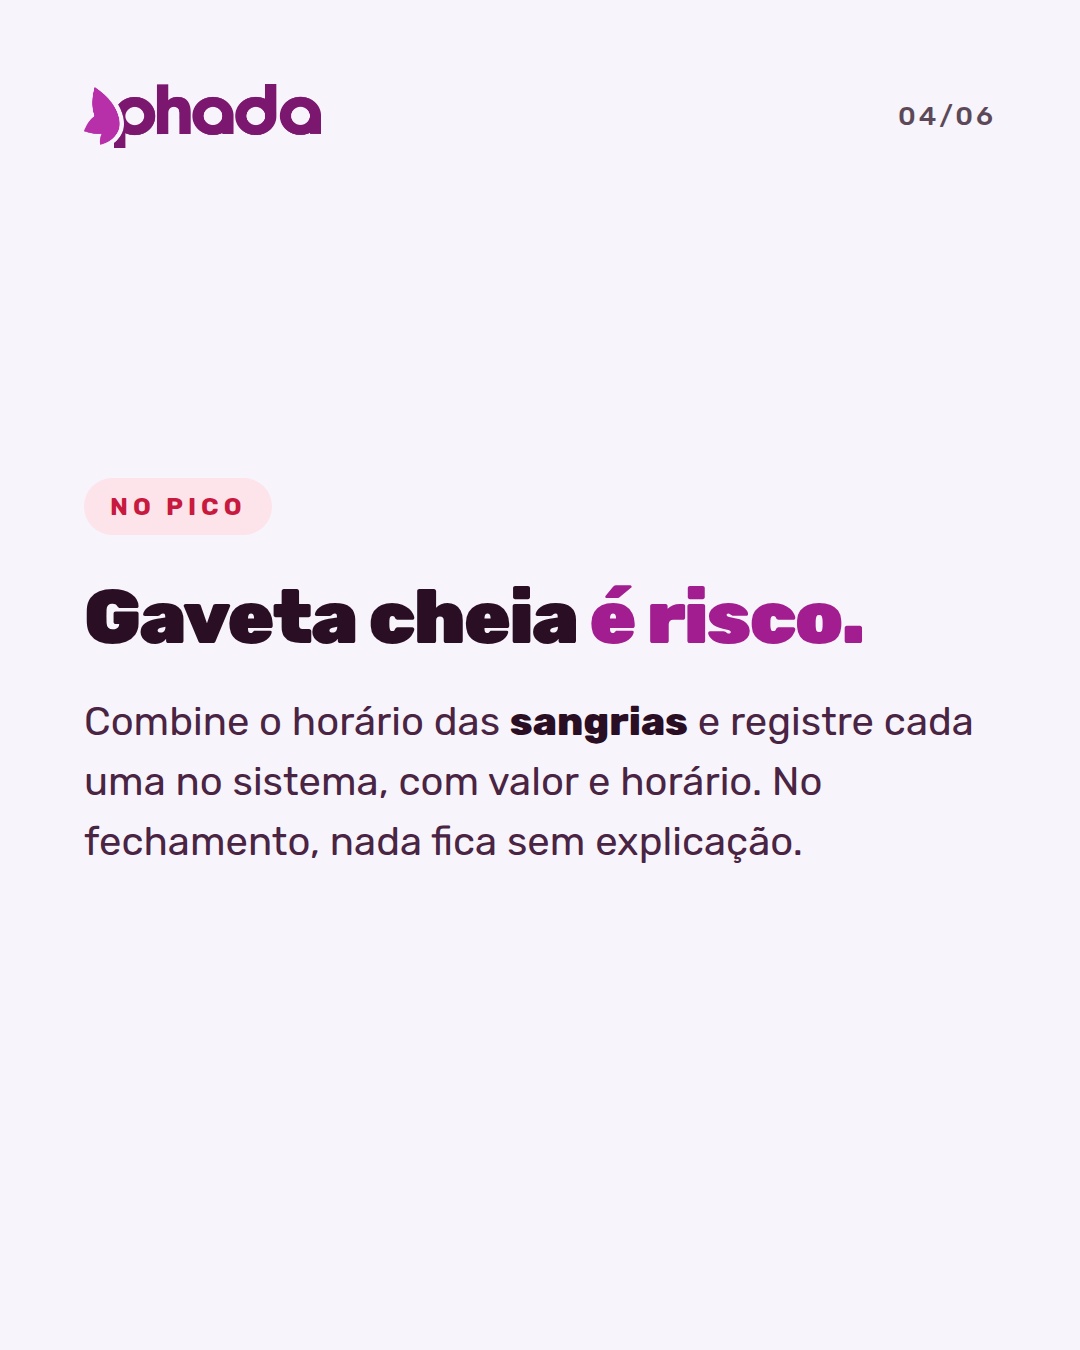 phada
04/06
NO PICO
Gaveta cheia é risco.
Combine o horário das sangrias e registre cada
uma no sistema, com valor e horário. No
fechamento, nada fica sem explicação.